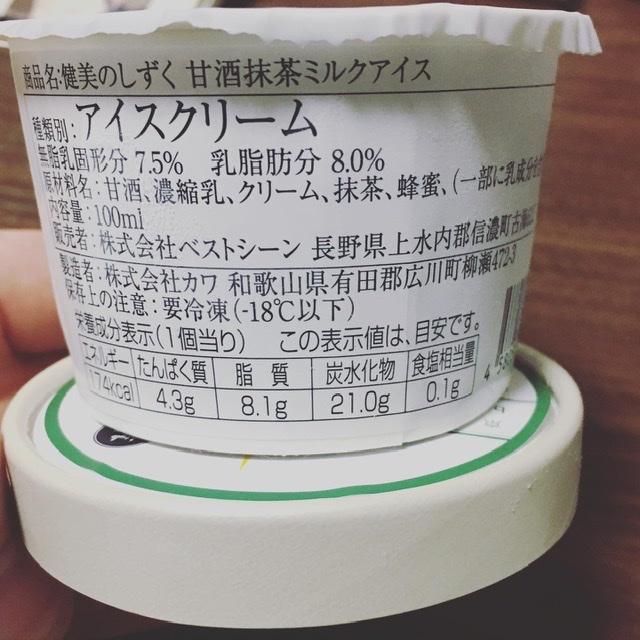 商品名:健美のしずく 甘酒抹茶ミルクアイス
種類別:アイスクリーム
無脂乳固形分 7.5% 乳脂肪分 8.0%
原材料名:甘酒、濃縮乳、クリーム、抹茶、蜂蜜、(一部に乳成分を含
内容量:100ml
販売者:株式会社ベストシーン 長野県上水内郡信濃町古海
製造者:株式会社カワ 和歌山県有田郡広川町柳瀬472-3
保存上の注意:要冷凍(-18℃以下)
栄養成分表示(1個当り) この表示値は、目安です。
エネルギー たんぱく質 脂質 炭水化物 食塩相当量
174kcal 4.3g 8.1g 21.0g 0.1g